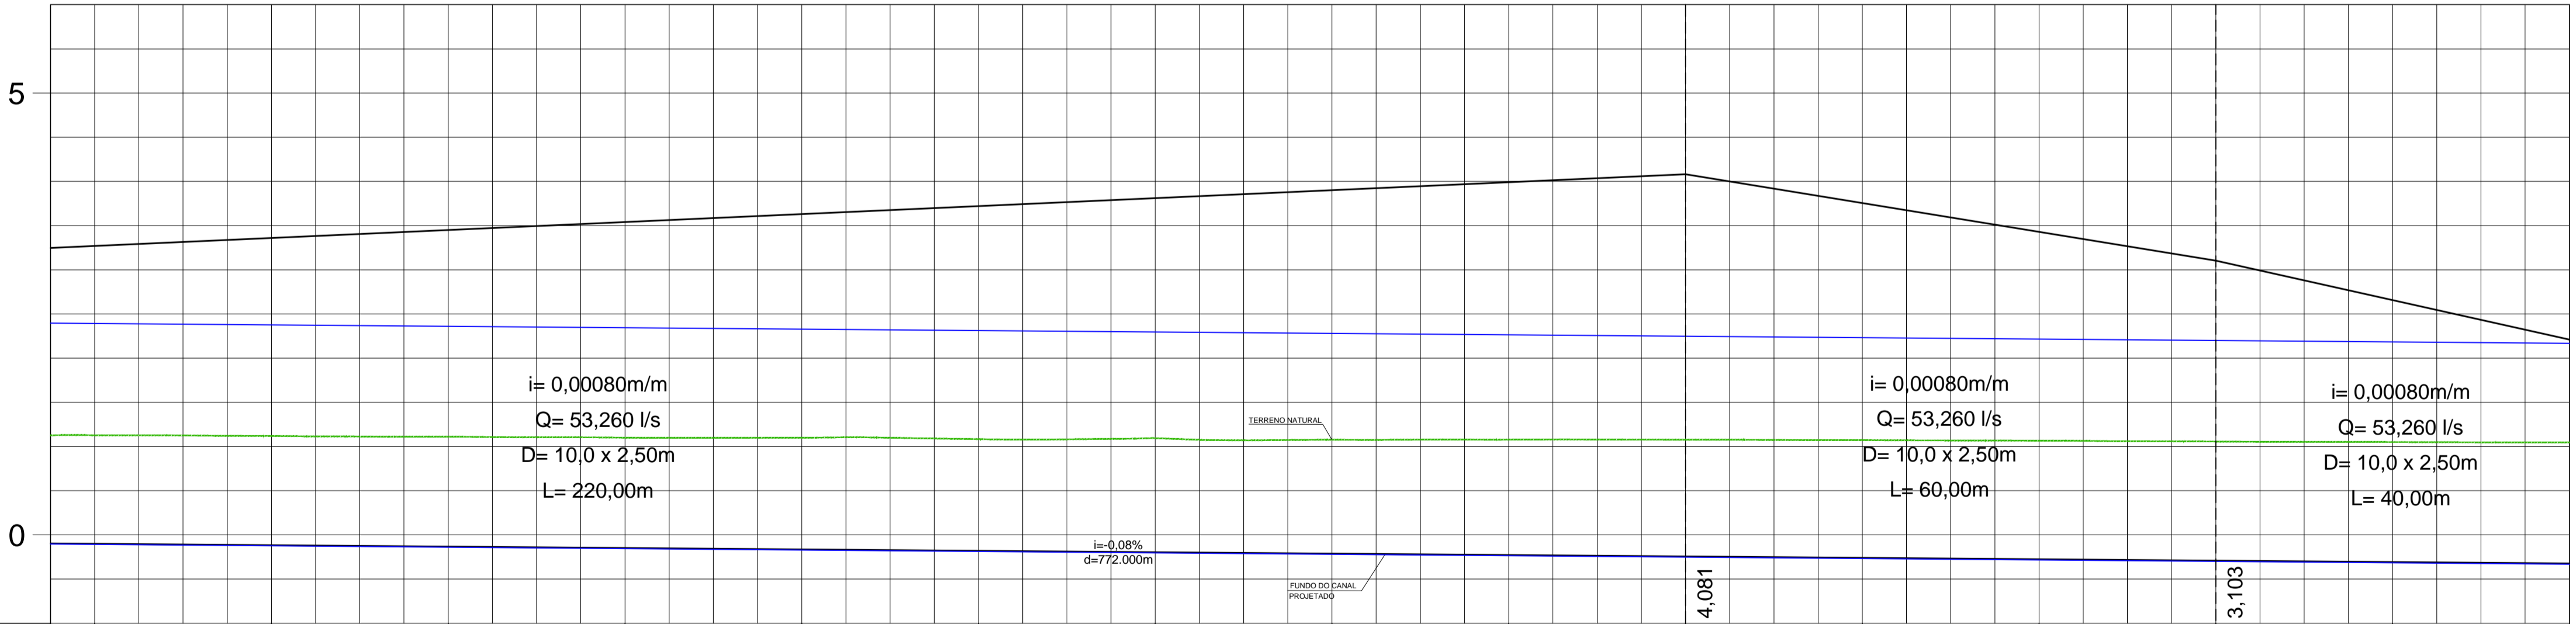 5
0
i= 0,00080m/m
Q= 53,260 l/s
D= 10,0 x 2,50m
L= 220,00m
i=-0,08%
d=772.000m
TERRENO NATURAL
FUNDO DO CANAL
PROJETADO
4,081
i= 0,00080m/m
Q= 53,260 l/s
D= 10,0 x 2,50m
L= 60,00m
3,103
i= 0,00080m/m
Q= 53,260 l/s
D= 10,0 x 2,50m
L= 40,00m